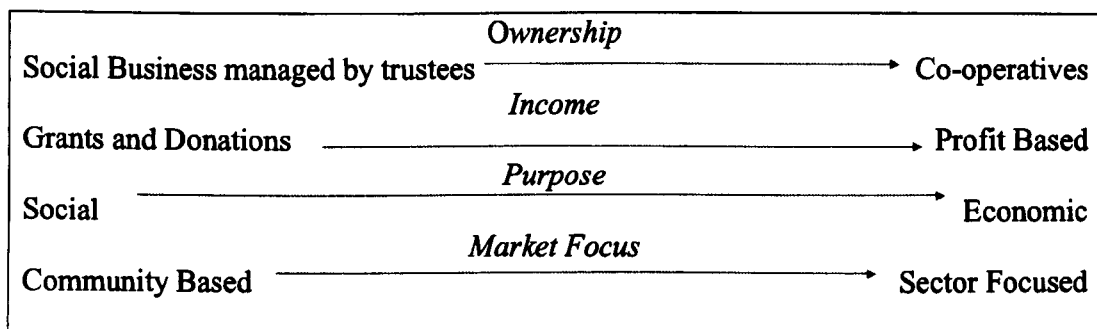 Ownership
Social Business managed by trustees Co-operatives
Income
Grants and Donations Profit Based
Purpose
Social Economic
Market Focus
Community Based Sector Focused